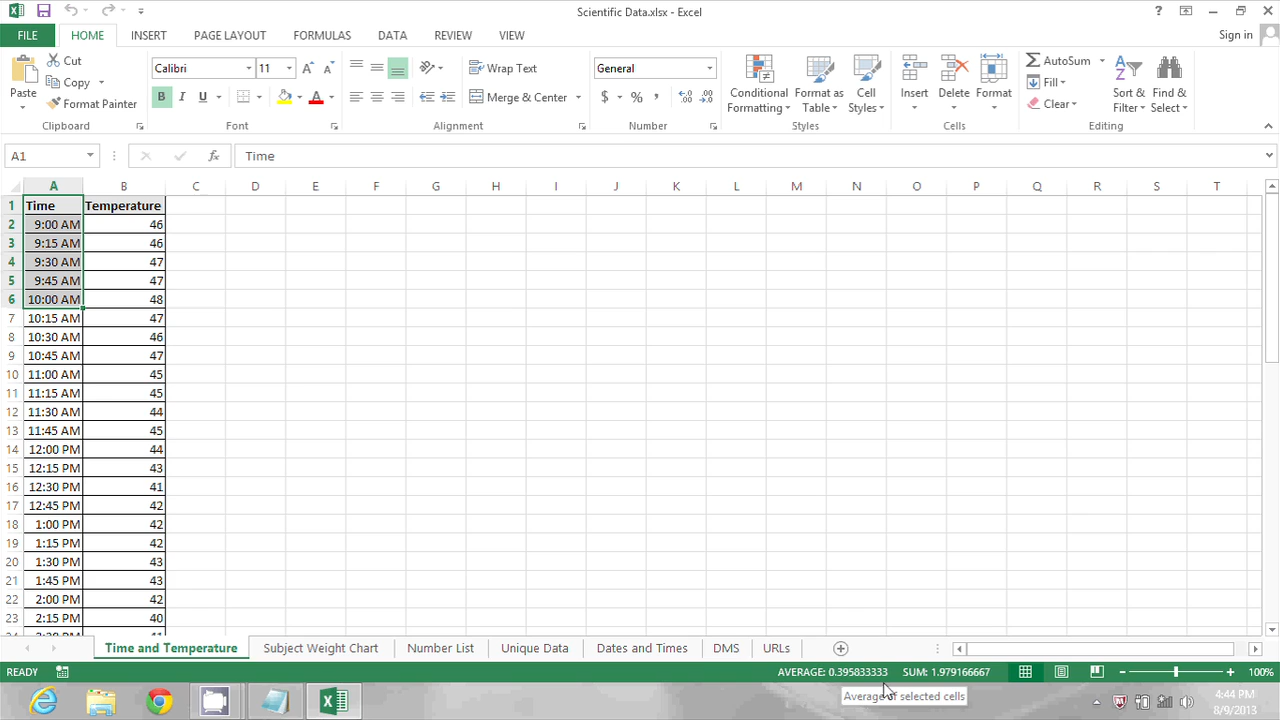 Scientific Data.xlsx - Excel
?
FILE HOME INSERT PAGE LAYOUT FORMULAS DATA REVIEW VIEW Sign in
Paste
Cut
Copy
Format Painter
Clipboard
Calibri 11
B I U A
Font
Wrap Text
Merge & Center
Alignment
General
$ % ,
Number
Conditional Formatting
Format as Table
Cell Styles
Styles
Insert Delete Format
Cells
AutoSum
Fill
Clear
Sort & Filter
Find & Select
Editing
A1 fx Time
A B C D E F G H I J K L M N O P Q R S T
1 Time Temperature
2 9:00 AM 46
3 9:15 AM 46
4 9:30 AM 47
5 9:45 AM 47
6 10:00 AM 48
7 10:15 AM 47
8 10:30 AM 46
9 10:45 AM 47
10 11:00 AM 45
11 11:15 AM 45
12 11:30 AM 44
13 11:45 AM 45
14 12:00 PM 44
15 12:15 PM 43
16 12:30 PM 41
17 12:45 PM 42
18 1:00 PM 42
19 1:15 PM 42
20 1:30 PM 43
21 1:45 PM 43
22 2:00 PM 42
23 2:15 PM 40
Time and Temperature Subject Weight Chart Number List Unique Data Dates and Times DMS URLs
READY AVERAGE: 0.395833333 SUM: 1.979166667 100%
Average of selected cells
4:44 PM
8/9/2013